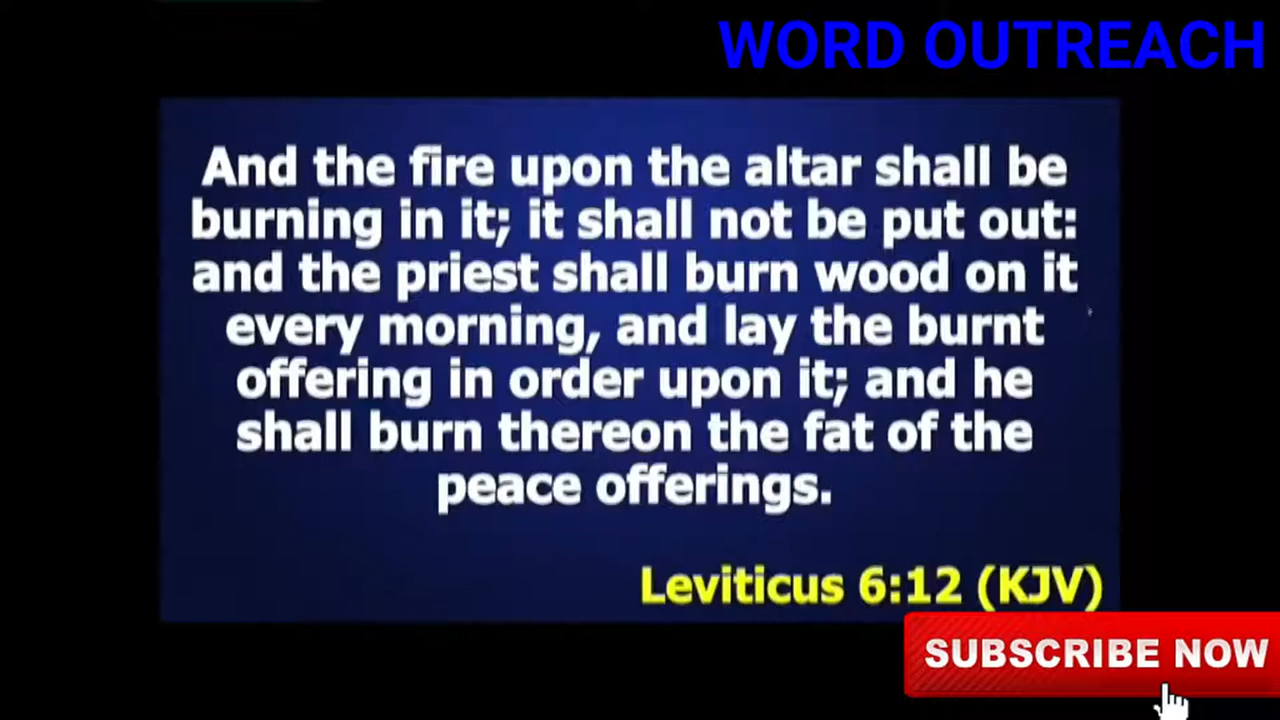 WORD OUTREACH
And the fire upon the altar shall be
burning in it; it shall not be put out:
and the priest shall burn wood on it
every morning, and lay the burnt
offering in order upon it; and he
shall burn thereon the fat of the
peace offerings.
Leviticus 6:12 (KJV)
SUBSCRIBE NOW